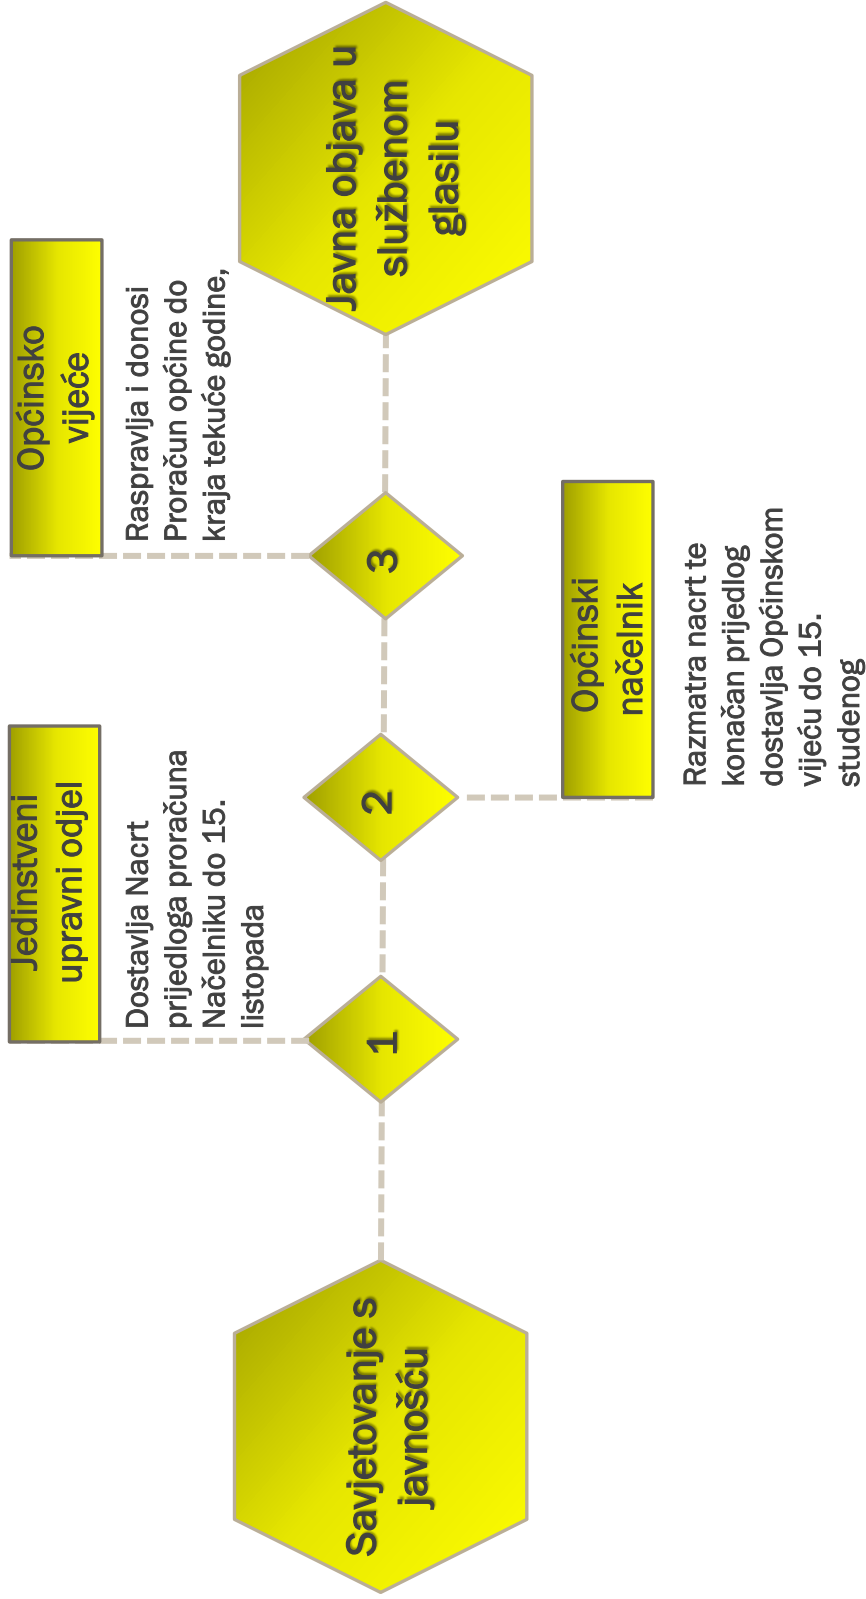 Savjetovanje s
javnošću
1
Jedinstveni
upravni odjel
Dostavlja Nacrt
prijedloga proračuna
Načelniku do 15.
listopada
2
Općinski
načelnik
Razmatra nacrt te
konačan prijedlog
dostavlja Općinskom
vijeću do 15.
studenog
3
Općinsko
vijeće
Raspravlja i donosi
Proračun općine do
kraja tekuće godine,
Javna objava u
službenom
glasilu